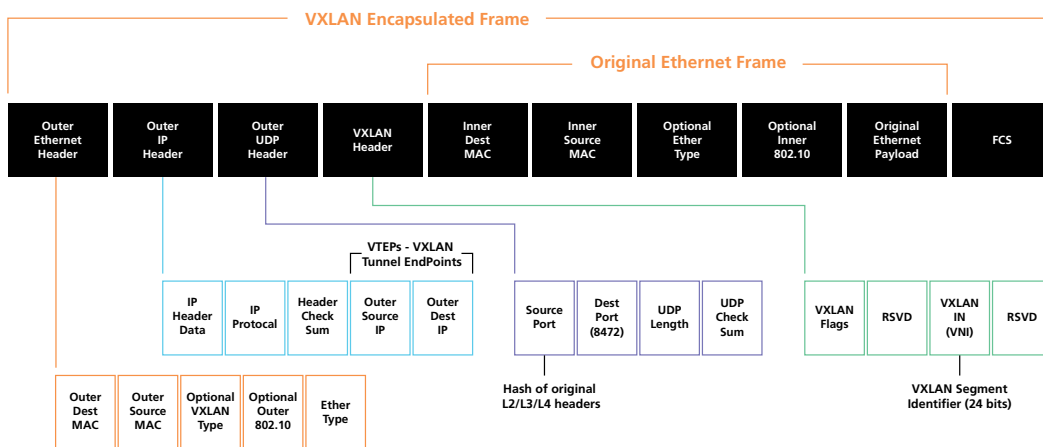 VXLAN Encapsulated Frame
Original Ethernet Frame
Outer
Ethernet
Header
Outer
IP
Header
Outer
UDP
Header
VXLAN
Header
Inner
Dest
MAC
Inner
Source
MAC
Optional
Ether
Type
Optional
Inner
802.10
Original
Ethernet
Payload
FCS
VTEPs - VXLAN
Tunnel EndPoints
IP
Header
Data
IP
Protocal
Header
Check
Sum
Outer
Source
IP
Outer
Dest
IP
Source
Port
Dest
Port
(8472)
UDP
Length
UDP
Check
Sum
VXLAN
Flags
RSVD
VXLAN
IN
(VNI)
RSVD
Hash of original
L2/L3/L4 headers
VXLAN Segment
Identifier (24 bits)
Outer
Dest
MAC
Outer
Source
MAC
Optional
VXLAN
Type
Optional
Outer
802.10
Ether
Type